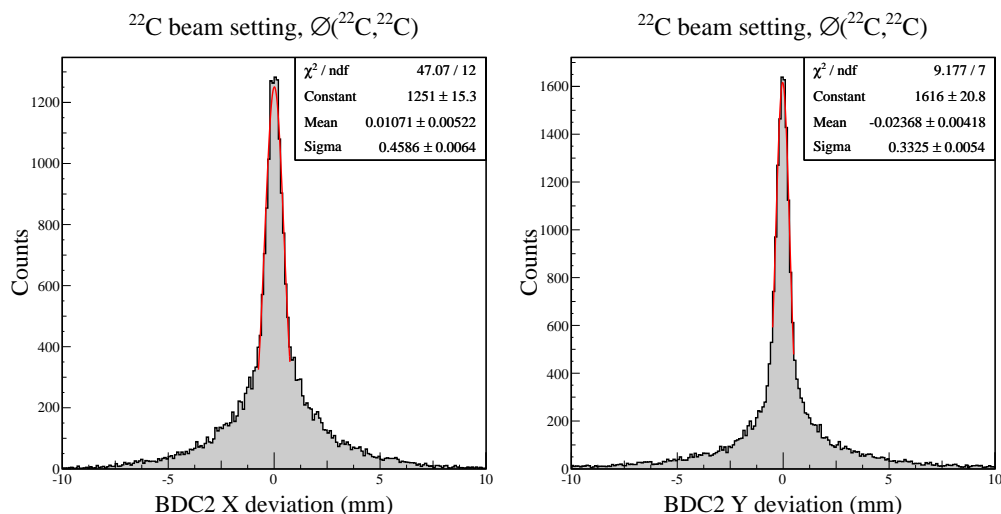 ²²C beam setting, ∅(²²C,²²C)
χ² / ndf 47.07 / 12
Constant 1251 ± 15.3
Mean 0.01071 ± 0.00522
Sigma 0.4586 ± 0.0064
Counts
1200
1000
800
600
400
200
0
-10 -5 0 5 10
BDC2 X deviation (mm)
²²C beam setting, ∅(²²C,²²C)
χ² / ndf 9.177 / 7
Constant 1616 ± 20.8
Mean -0.02368 ± 0.00418
Sigma 0.3325 ± 0.0054
Counts
1600
1400
1200
1000
800
600
400
200
0
-10 -5 0 5 10
BDC2 Y deviation (mm)